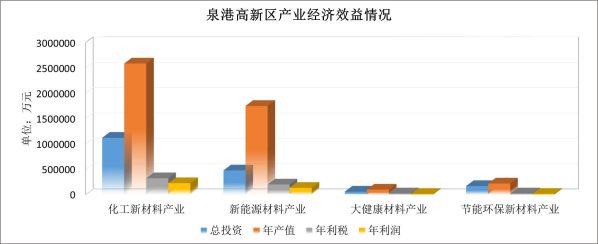 泉港高新区产业经济效益情况
单位：万元
3000000
2500000
2000000
1500000
1000000
500000
0
化工新材料产业 新能源材料产业 大健康材料产业 节能环保新材料产业
总投资 年产值 年利税 年利润